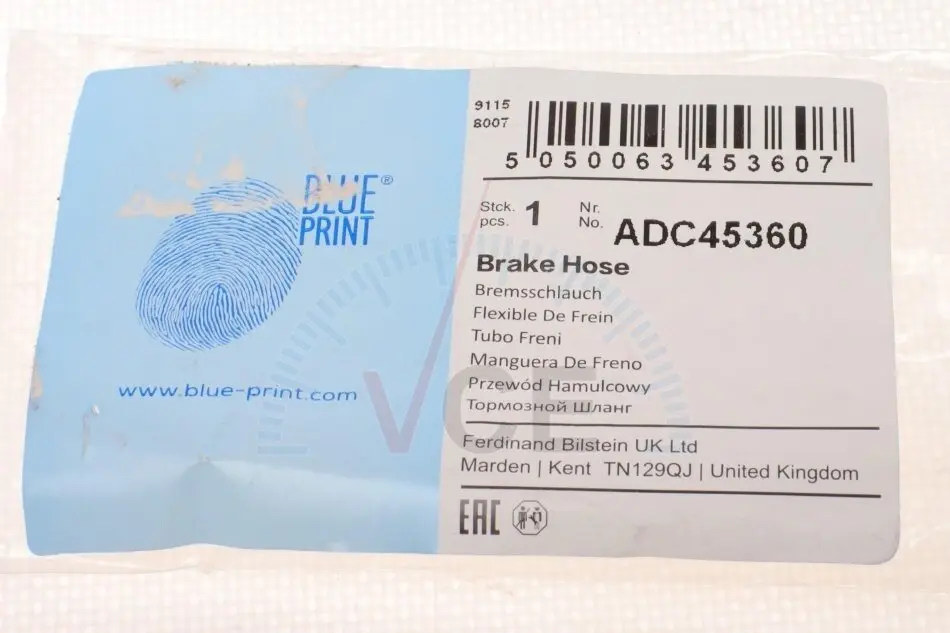 BLUE®
PRINT
www.blue-print.com
9115
8007
5 050063 453607
Stck.
pcs.
1
Nr.
No.
ADC45360
Brake Hose
Bremsschlauch
Flexible De Frein
Tubo Freni
Manguera De Freno
Przewód Hamulcowy
Тормозной Шланг
VCE
Ferdinand Bilstein UK Ltd
Marden | Kent TN129QJ | United Kingdom
EAC